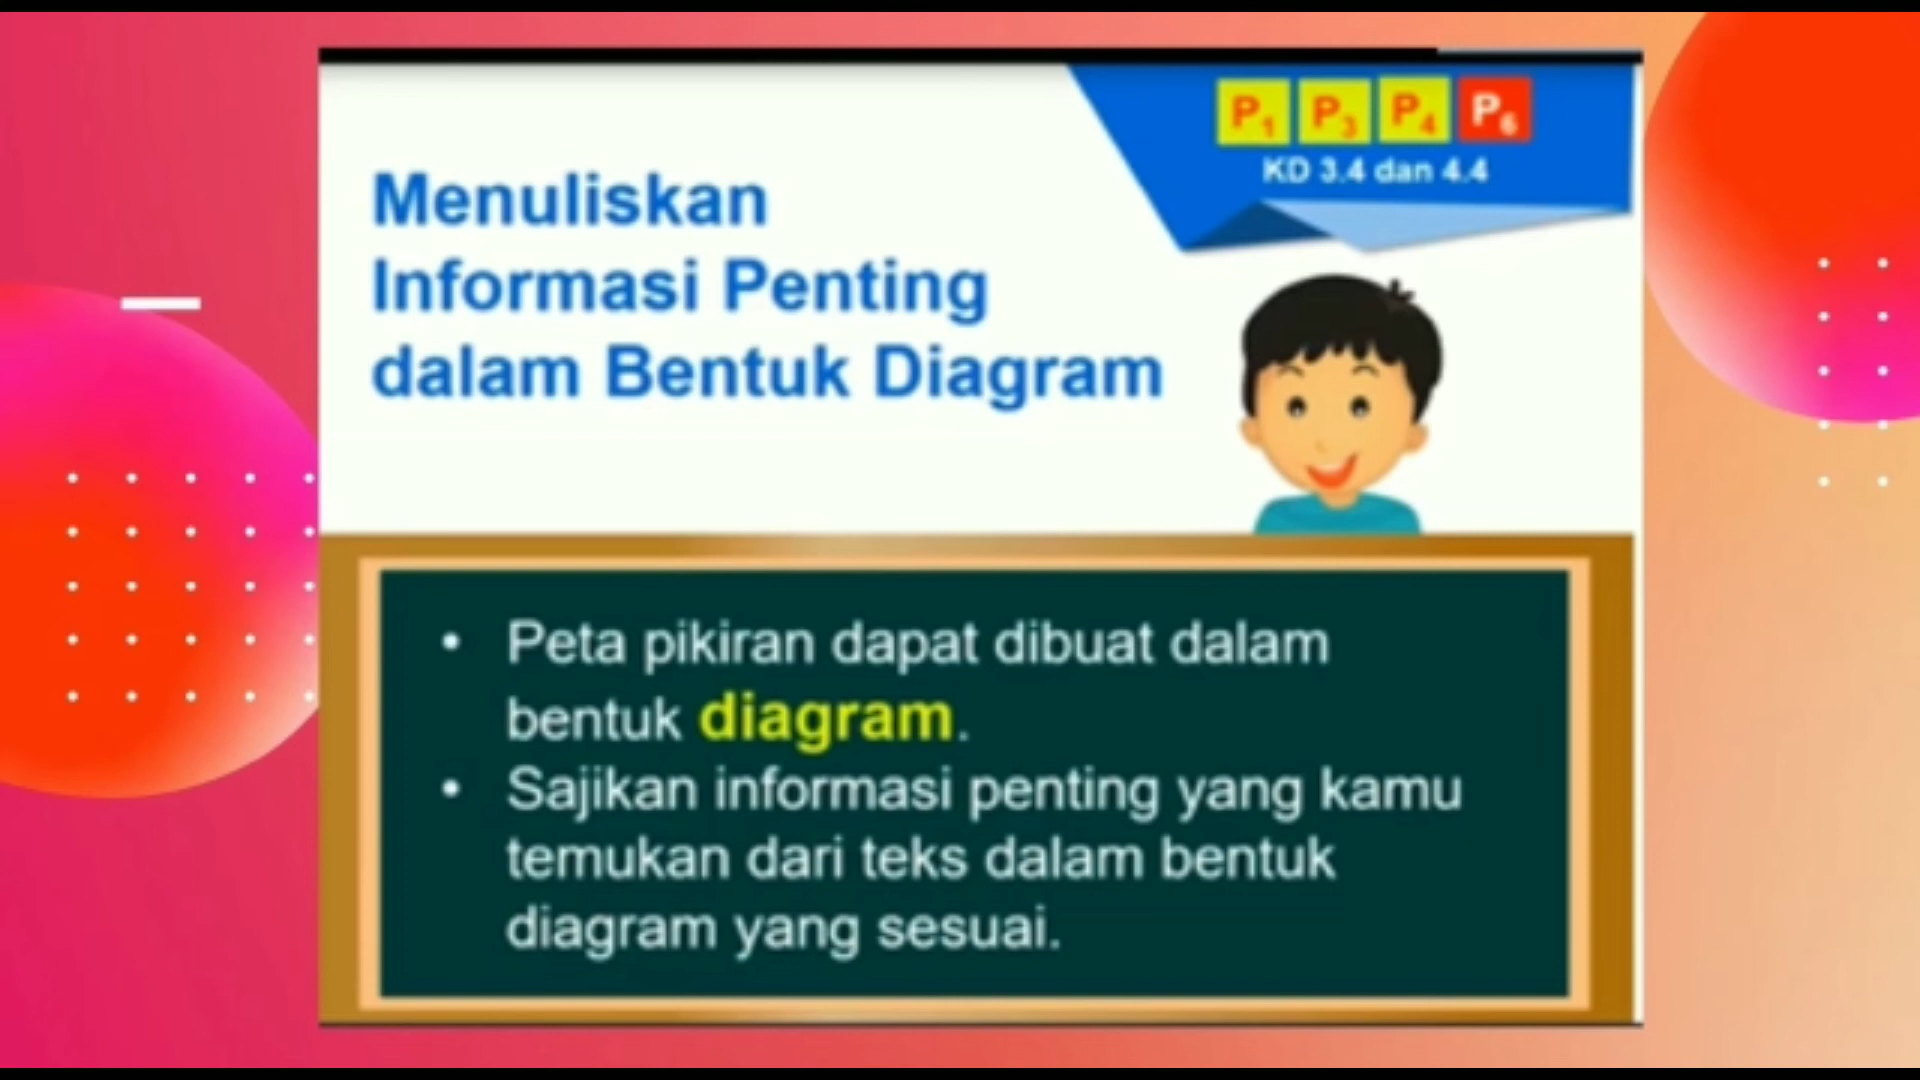 P1 P3 P4 P6
KD 3.4 dan 4.4
Menuliskan
Informasi Penting
dalam Bentuk Diagram
• Peta pikiran dapat dibuat dalam
bentuk diagram.
• Sajikan informasi penting yang kamu
temukan dari teks dalam bentuk
diagram yang sesuai.